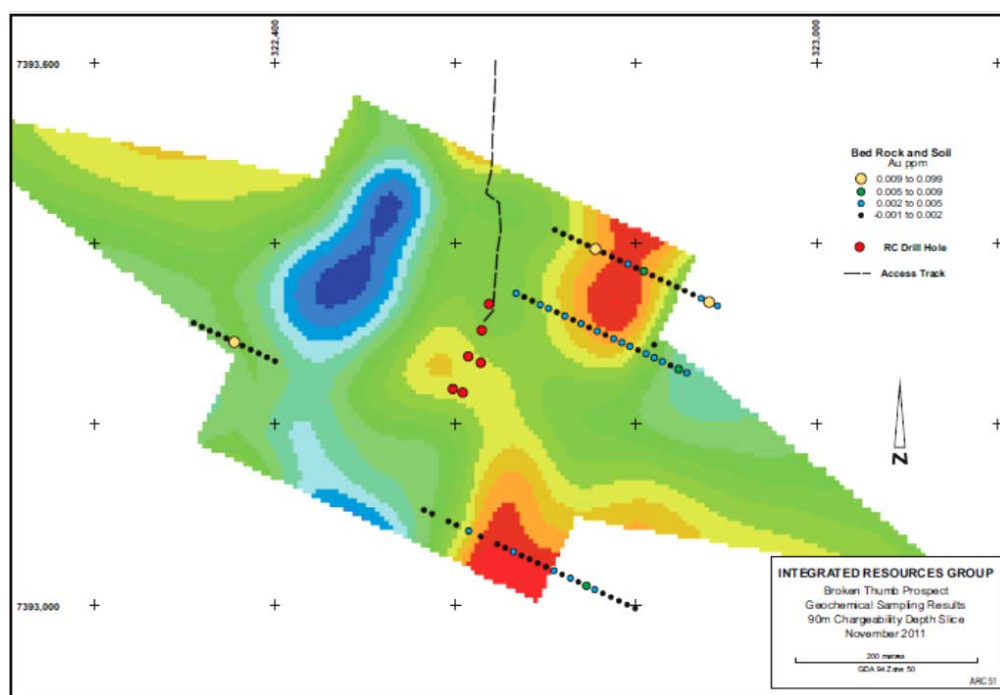 322,400
323,000
7393,600
Bed Rock and Soil
Au ppm
0.009 to 0.099
0.005 to 0.009
0.002 to 0.005
-0.001 to 0.002
RC Drill Hole
Access Track
N
7393,000
INTEGRATED RESOURCES GROUP
Broken Thumb Prospect
Geochemical Sampling Results
90m Chargeability Depth Slice
November 2011
200 metres
GDA 94 Zone 50
ARC 51